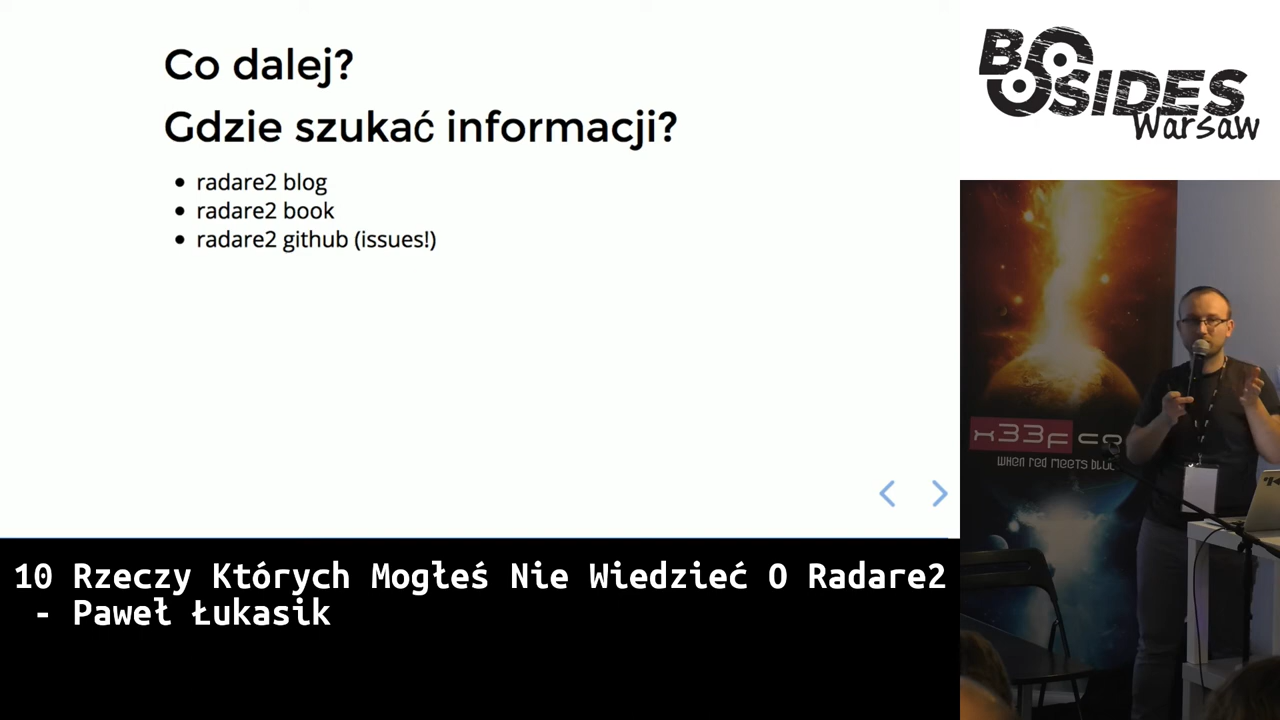 Co dalej?
Gdzie szukać informacji?
radare2 blog
radare2 book
radare2 github (issues!)
10 Rzeczy Których Mogłeś Nie Wiedzieć O Radare2
- Paweł Łukasik
BSIDES
Warsaw
x33fco
When red meets blue